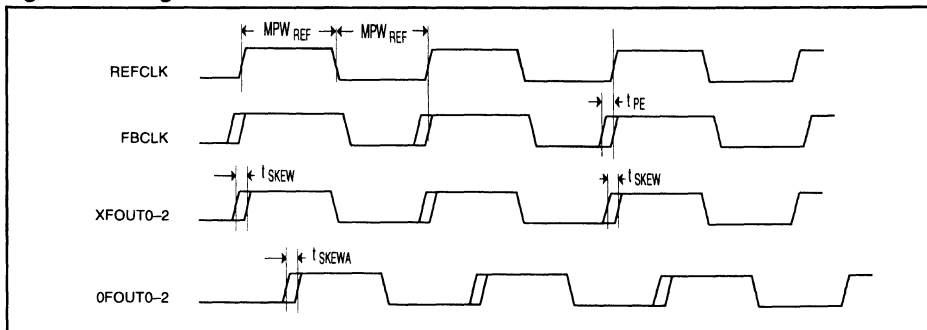 MPW REF MPW REF
REFCLK
t PE
FBCLK
t SKEW t SKEW
XFOUT0–2
t SKEWA
0FOUT0–2